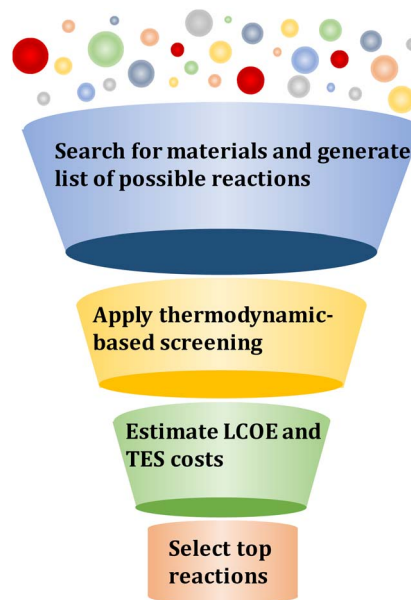 Search for materials and generate
list of possible reactions
Apply thermodynamic-
based screening
Estimate LCOE and
TES costs
Select top
reactions